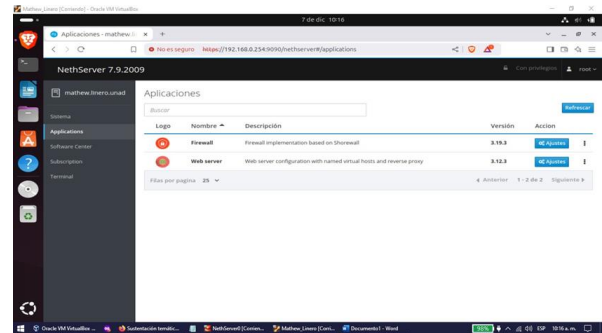 Mathew_Linero [Corriendo] - Oracle VM VirtualBox
7 de dic 10:16
Aplicaciones - mathew.li
No es seguro https://192.168.0.254:9090/nethserver#/applications
NethServer 7.9.2009
Con privilegios
root
mathew.linero.unad
Sistema
Applications
Software Center
Subscription
Terminal
Aplicaciones
Buscar
Refrescar
Logo Nombre Descripción Versión Accion
Firewall Firewall implementation based on Shorewall 3.19.3 Ajustes
Web server Web server configuration with named virtual hosts and reverse proxy 3.12.3 Ajustes
Filas por pagina 25 Anterior 1 - 2 de 2 Siguiente
Oracle VM VirtualBox ... Sustentación temátic... NethServer0 [Corrien... Mathew_Linero [Corri... Documento1 - Word 93% ESP 10:16 a. m.